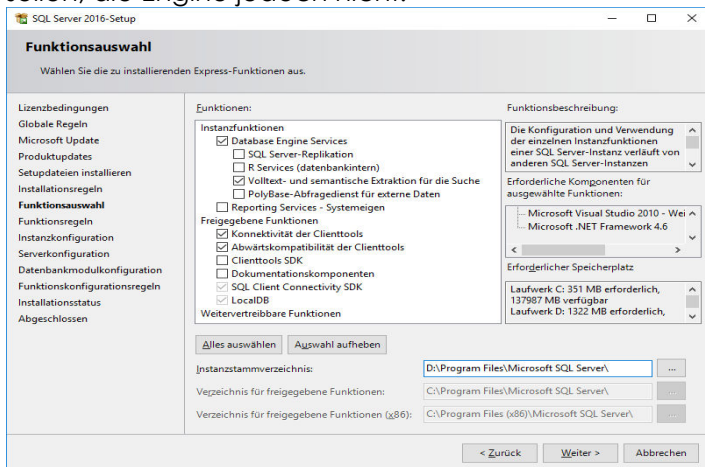 SQL Server 2016-Setup
Funktionsauswahl
Wählen Sie die zu installierenden Express-Funktionen aus.
Lizenzbedingungen
Globale Regeln
Microsoft Update
Produktupdates
Setupdateien installieren
Installationsregeln
Funktionsauswahl
Funktionsregeln
Instanzkonfiguration
Serverkonfiguration
Datenbankmodulkonfiguration
Funktionskonfigurationsregeln
Installationsstatus
Abgeschlossen
Funktionen:
Instanzfunktionen
Database Engine Services
SQL Server-Replikation
R Services (datenbankintern)
Volltext- und semantische Extraktion für die Suche
PolyBase-Abfragedienst für externe Daten
Reporting Services - Systemeigen
Freigegebene Funktionen
Konnektivität der Clienttools
Abwärtskompatibilität der Clienttools
Clienttools SDK
Dokumentationskomponenten
SQL Client Connectivity SDK
LocalDB
Weitervertreibbare Funktionen
Funktionsbeschreibung:
Die Konfiguration und Verwendung
der einzelnen Instanzfunktionen
einer SQL Server-Instanz verläuft von
anderen SQL Server-Instanzen
Erforderliche Komponenten für
ausgewählte Funktionen:
Microsoft Visual Studio 2010 - Wei
Microsoft .NET Framework 4.6
Erforderlicher Speicherplatz
Laufwerk C: 351 MB erforderlich,
137987 MB verfügbar
Laufwerk D: 1322 MB erforderlich,
Alles auswählen Auswahl aufheben
Instanzstammverzeichnis: D:\Program Files\Microsoft SQL Server\ ...
Verzeichnis für freigegebene Funktionen: C:\Program Files\Microsoft SQL Server\ ...
Verzeichnis für freigegebene Funktionen (x86): C:\Program Files (x86)\Microsoft SQL Server\ ...
< Zurück Weiter > Abbrechen